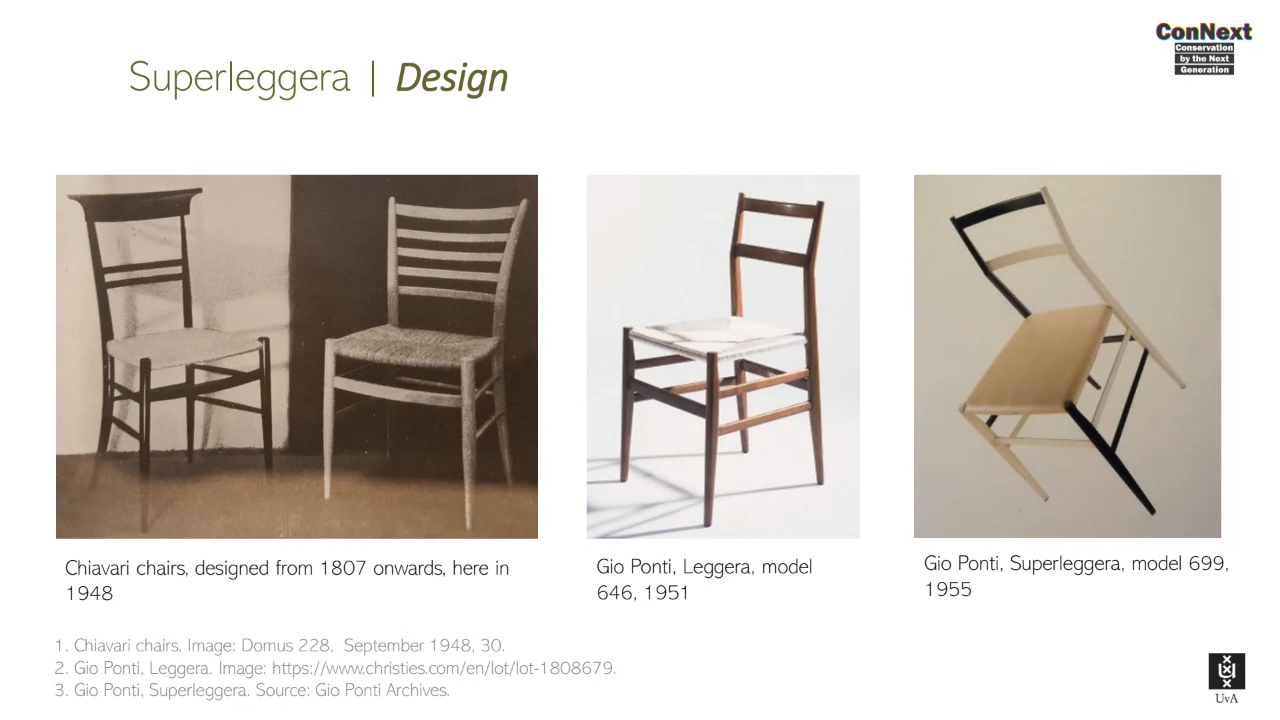 ConNext
Conservation
by the Next
Generation
Superleggera | Design
Chiavari chairs, designed from 1807 onwards, here in
1948
Gio Ponti, Leggera, model
646, 1951
Gio Ponti, Superleggera, model 699,
1955
1. Chiavari chairs. Image: Domus 228, September 1948, 30.
2. Gio Ponti, Leggera. Image: https://www.christies.com/en/lot/lot-1808679.
3. Gio Ponti, Superleggera. Source: Gio Ponti Archives.
UvA